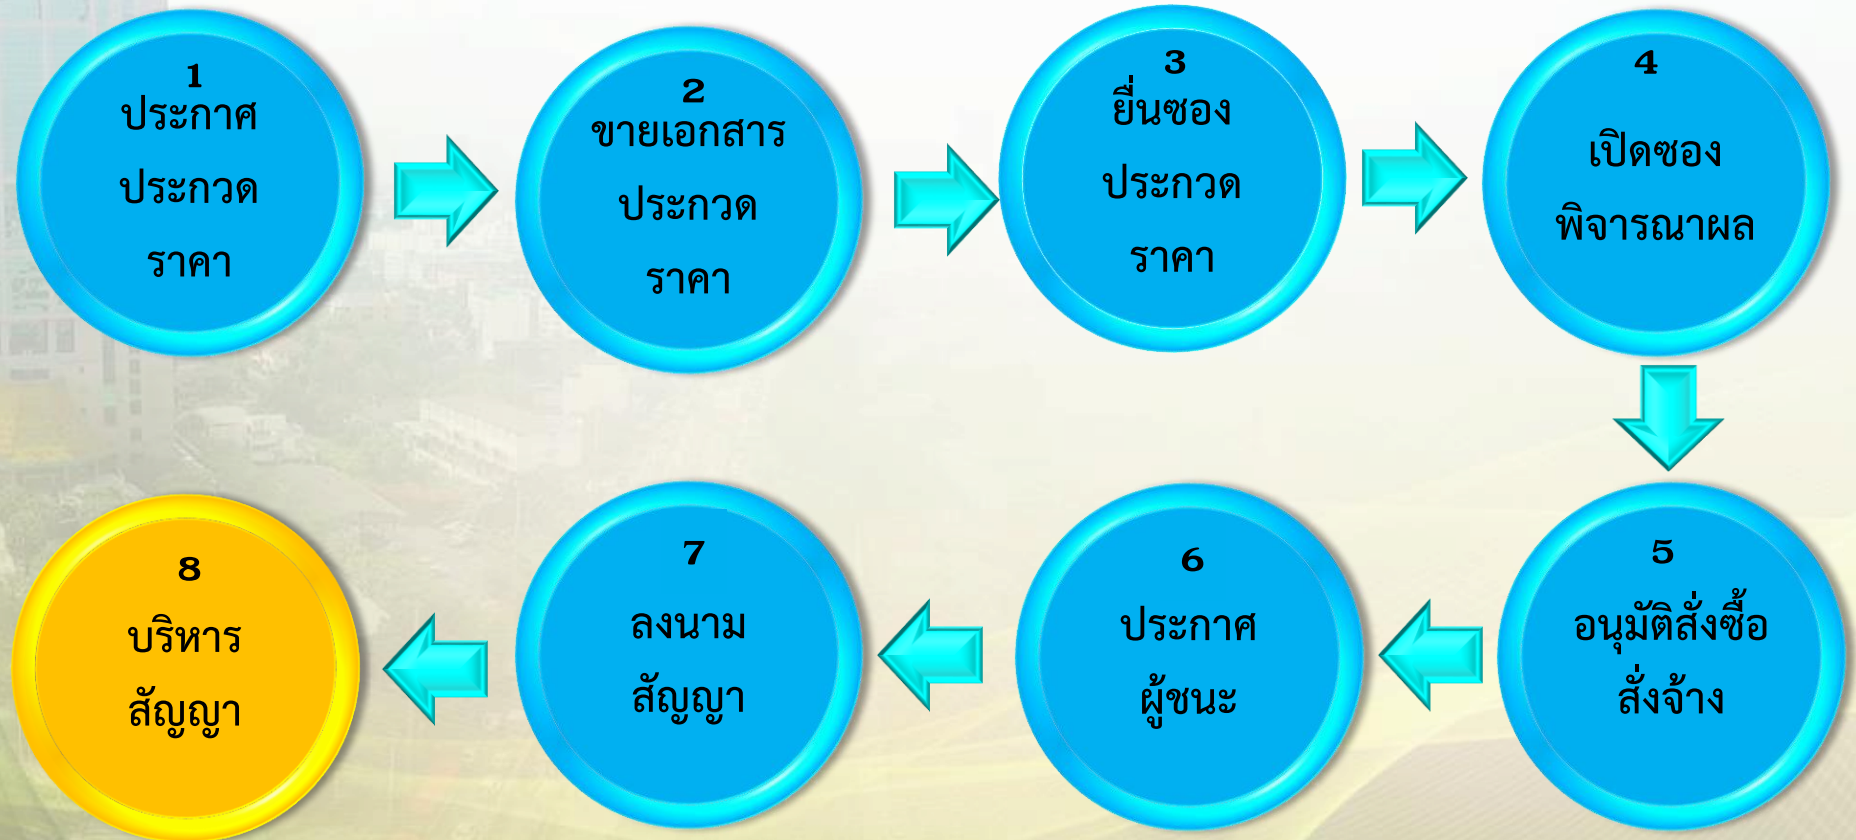 1
ประกาศ
ประกวด
ราคา
2
ขายเอกสาร
ประกวด
ราคา
3
ยื่นซอง
ประกวด
ราคา
4
เปิดซอง
พิจารณาผล
5
อนุมัติสั่งซื้อ
สั่งจ้าง
6
ประกาศ
ผู้ชนะ
7
ลงนาม
สัญญา
8
บริหาร
สัญญา